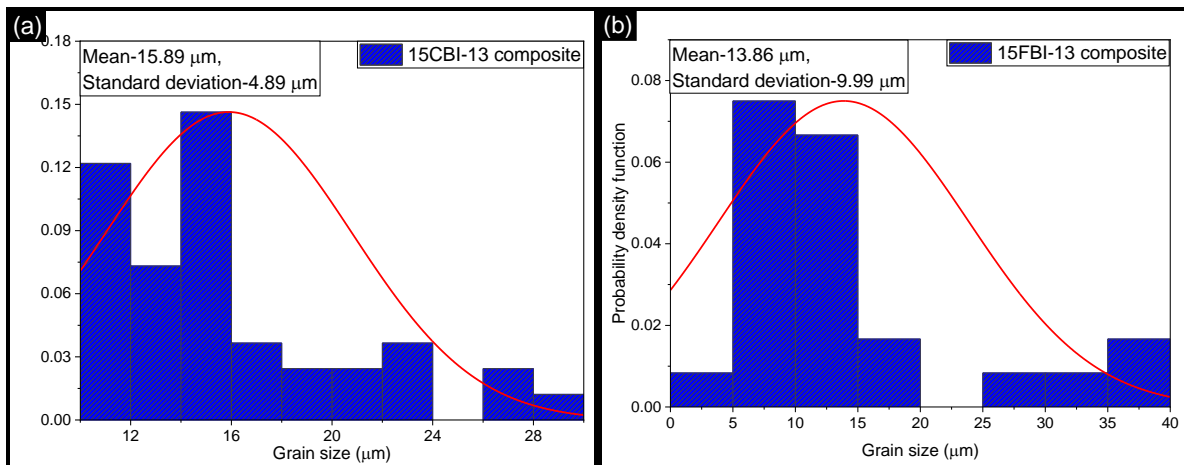 (a)
Mean-15.89 μm,
Standard deviation-4.89 μm
15CBI-13 composite
0.18
0.15
0.12
0.09
0.06
0.03
0.00
12 16 20 24 28
Grain size (μm)
(b)
Mean-13.86 μm,
Standard deviation-9.99 μm
15FBI-13 composite
Probability density function
0.08
0.06
0.04
0.02
0.00
0 5 10 15 20 25 30 35 40
Grain size (μm)